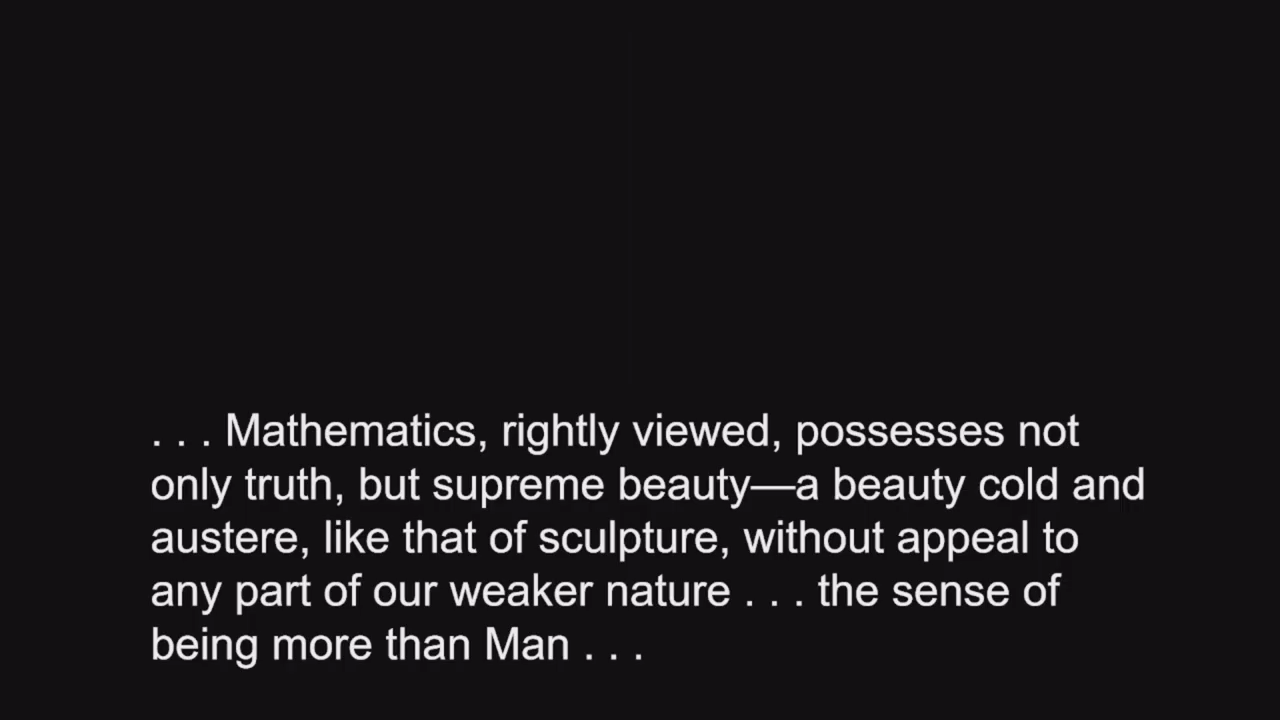 . . . Mathematics, rightly viewed, possesses not
only truth, but supreme beauty—a beauty cold and
austere, like that of sculpture, without appeal to
any part of our weaker nature . . . the sense of
being more than Man . . .